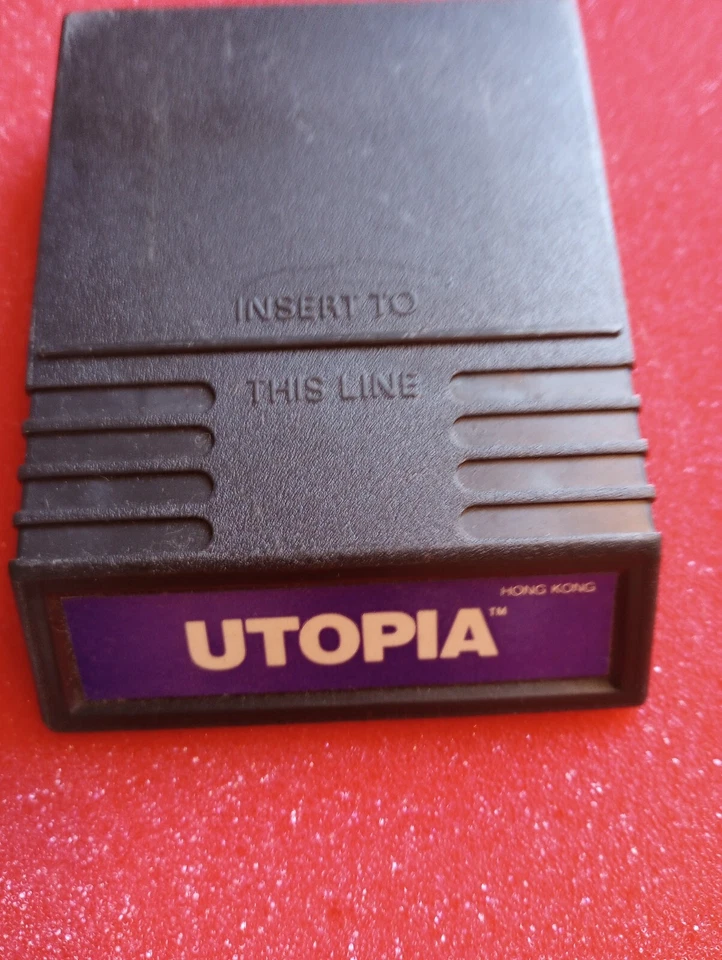 INSERT TO
THIS LINE
HONG KONG
UTOPIA™